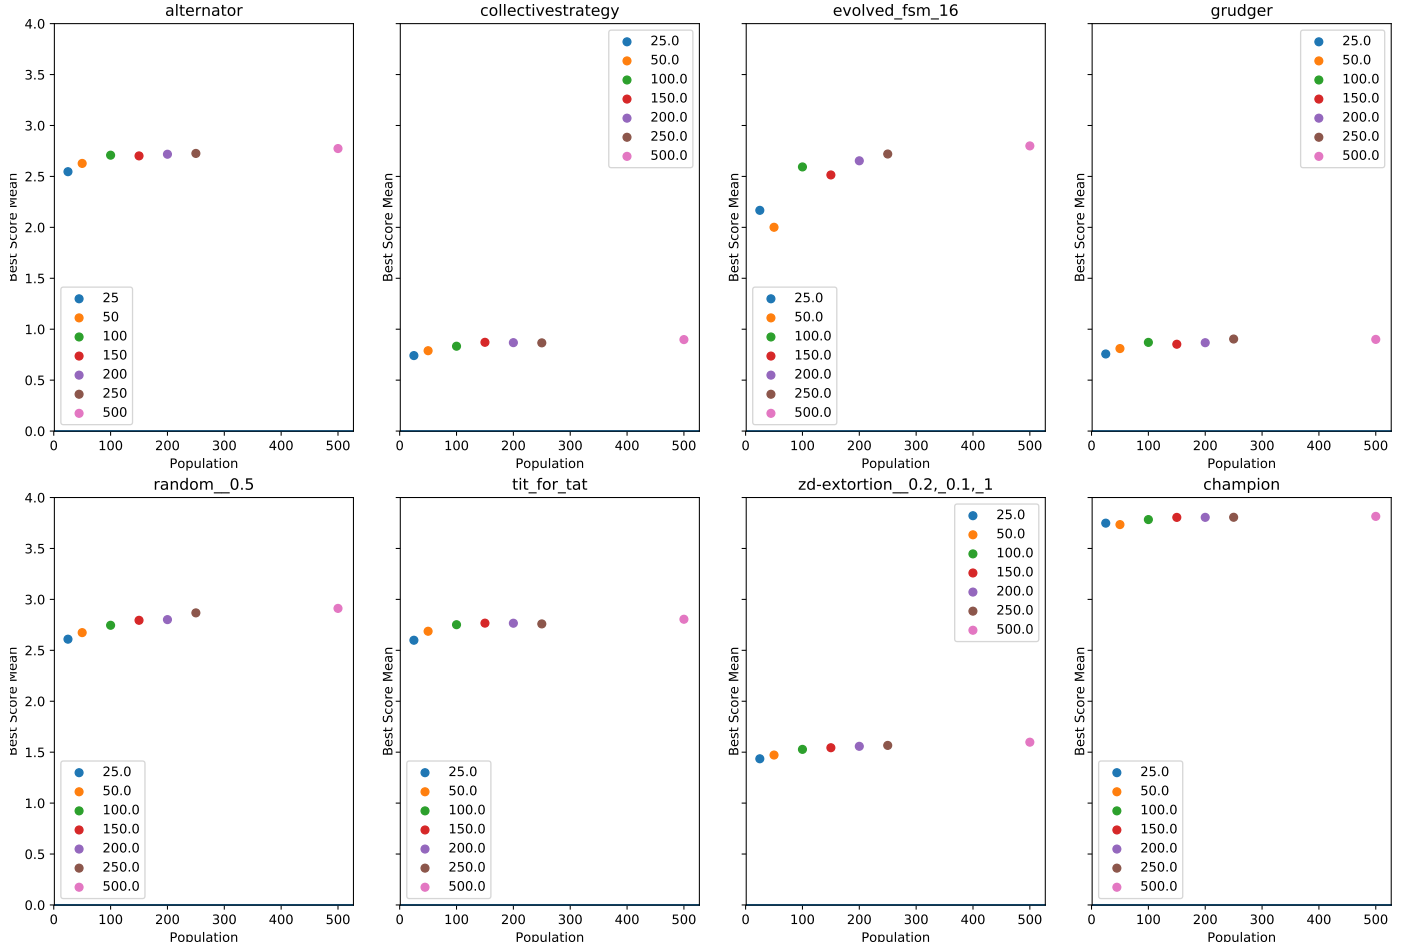 alternator
4.0
3.5
3.0
2.5
2.0
1.5
1.0
0.5
0.0
Best Score Mean
25
50
100
150
200
250
500
0 100 200 300 400 500
Population
collectivestrategy
Best Score Mean
25.0
50.0
100.0
150.0
200.0
250.0
500.0
0 100 200 300 400 500
Population
evolved_fsm_16
Best Score Mean
25.0
50.0
100.0
150.0
200.0
250.0
500.0
0 100 200 300 400 500
Population
grudger
Best Score Mean
25.0
50.0
100.0
150.0
200.0
250.0
500.0
0 100 200 300 400 500
Population
random__0.5
4.0
3.5
3.0
2.5
2.0
1.5
1.0
0.5
0.0
Best Score Mean
25.0
50.0
100.0
150.0
200.0
250.0
500.0
0 100 200 300 400 500
Population
tit_for_tat
Best Score Mean
25.0
50.0
100.0
150.0
200.0
250.0
500.0
0 100 200 300 400 500
Population
zd-extortion__0.2,_0.1,_1
Best Score Mean
25.0
50.0
100.0
150.0
200.0
250.0
500.0
0 100 200 300 400 500
Population
champion
Best Score Mean
25.0
50.0
100.0
150.0
200.0
250.0
500.0
0 100 200 300 400 500
Population